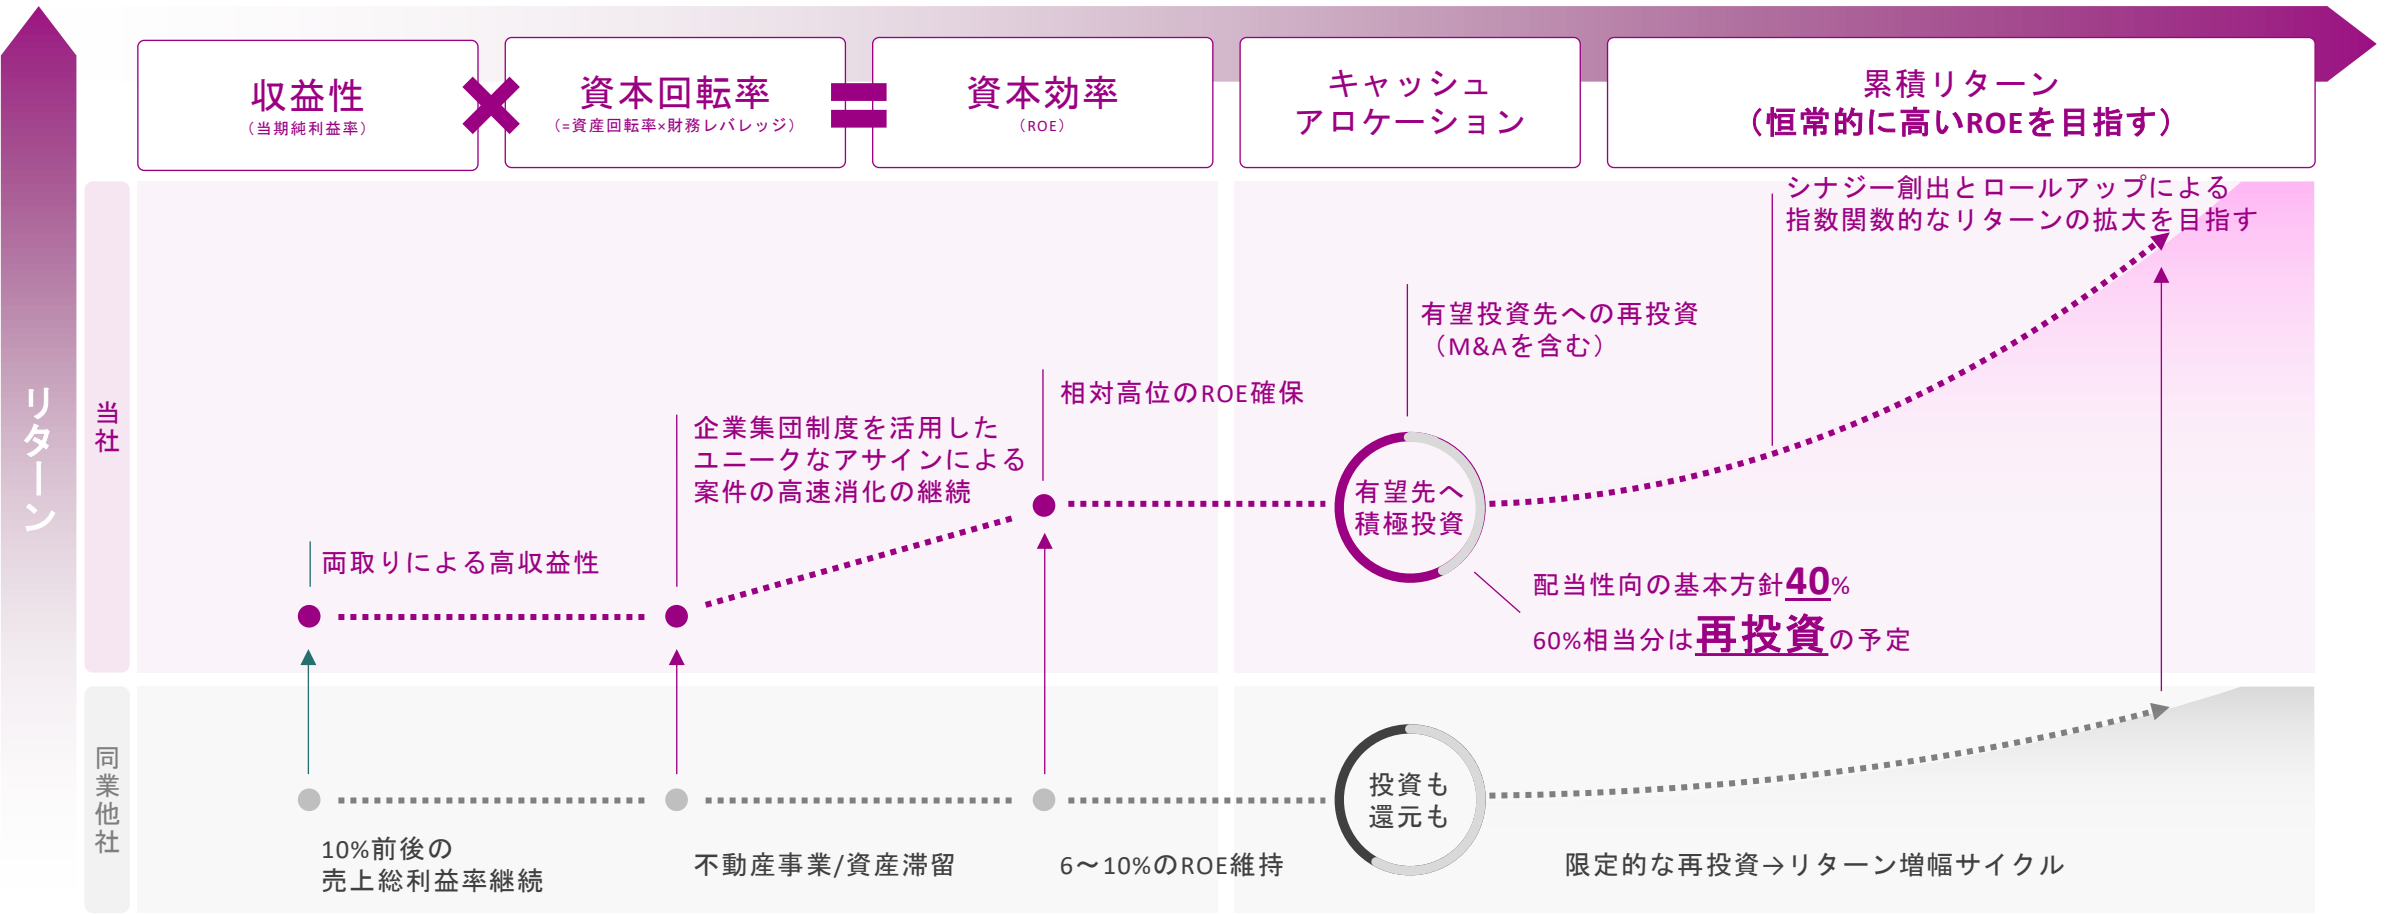 収益性
（当期純利益率）
資本回転率
（=資産回転率×財務レバレッジ）
資本効率
（ROE）
キャッシュ
アロケーション
累積リターン
（恒常的に高いROEを目指す）
リターン
当社
両取りによる高収益性
企業集団制度を活用した
ユニークなアサインによる
案件の高速消化の継続
相対高位のROE確保
有望投資先への再投資
（M&Aを含む）
有望先へ
積極投資
シナジー創出とロールアップによる
指数関数的なリターンの拡大を目指す
配当性向の基本方針40%
60%相当分は再投資の予定
同業他社
10%前後の
売上総利益率継続
不動産事業/資産滞留
6〜10%のROE維持
投資も
還元も
限定的な再投資→リターン増幅サイクル